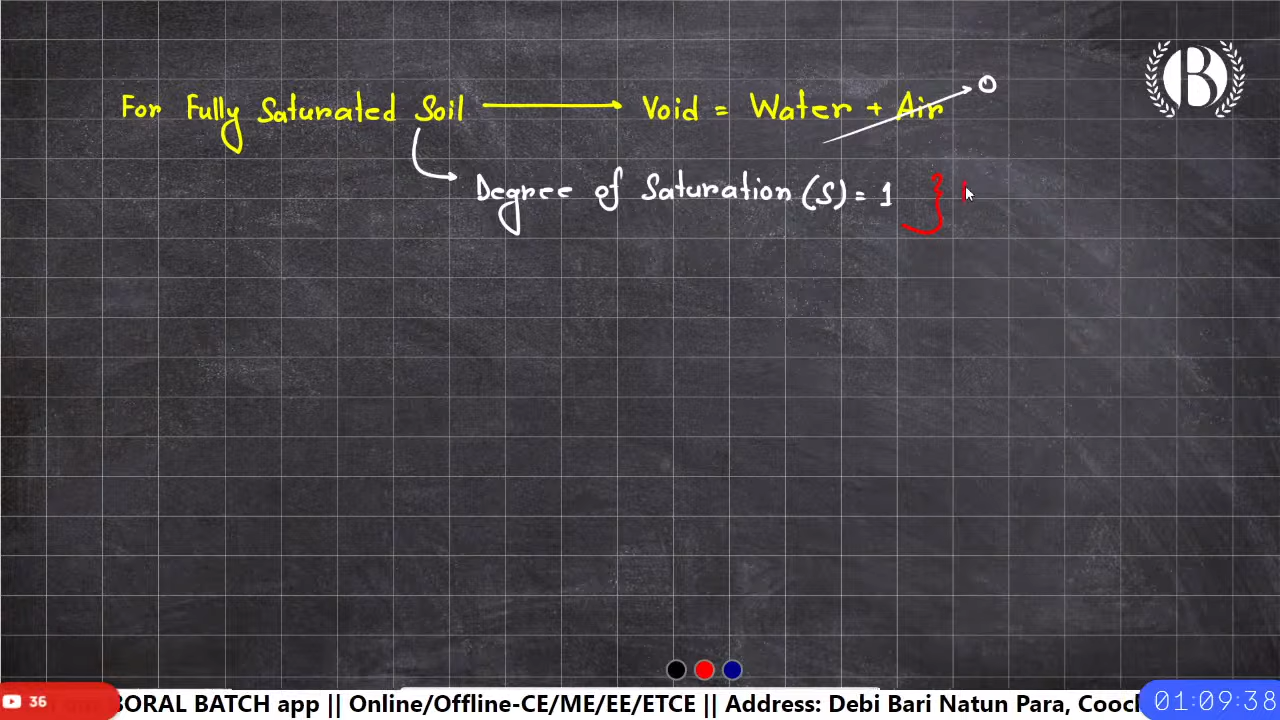 For Fully Saturated Soil → Void = Water + Air 0
Degree of Saturation (S) = 1
B
36
BORAL BATCH app || Online/Offline-CE/ME/EE/ETCE || Address: Debi Bari Natun Para, Cooc
01:09:38